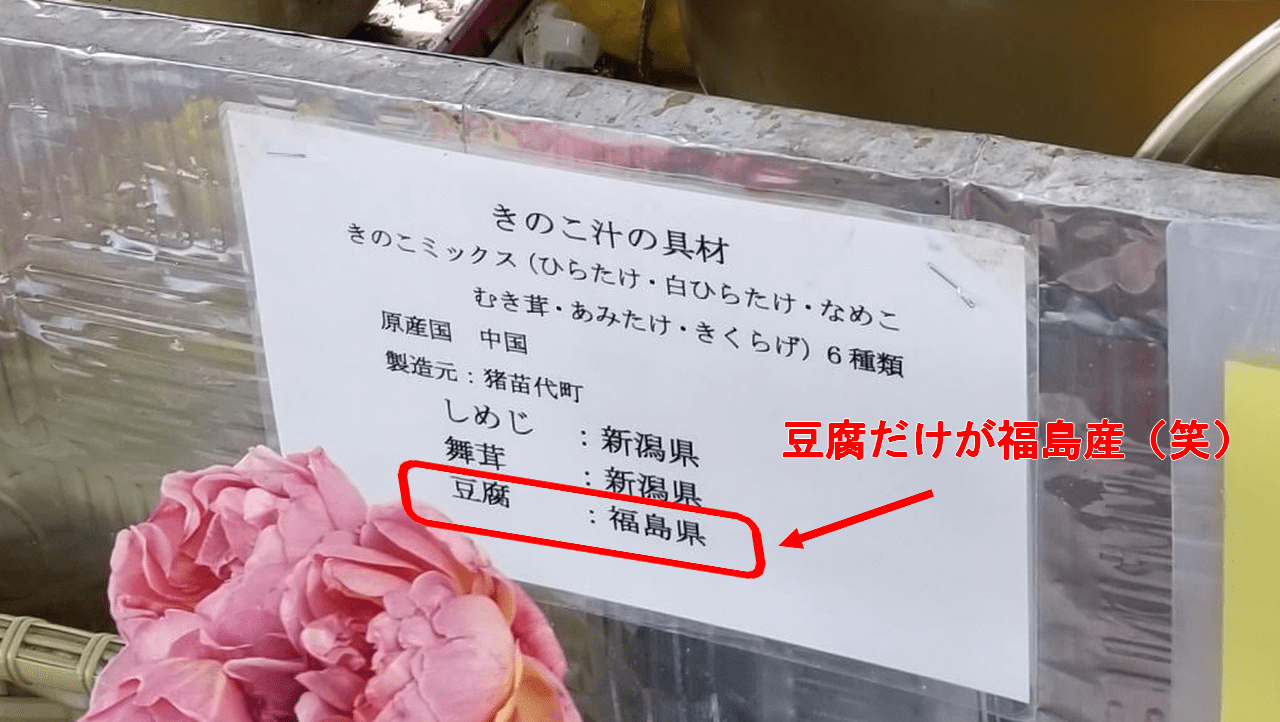 きのこ汁の具材
きのこミックス（ひらたけ・白ひらたけ・なめこ
むき茸・あみたけ・きくらげ）６種類
原産国　中国
製造元：猪苗代町
しめじ　：新潟県
舞茸　：新潟県
豆腐　：福島県
豆腐だけが福島産（笑）